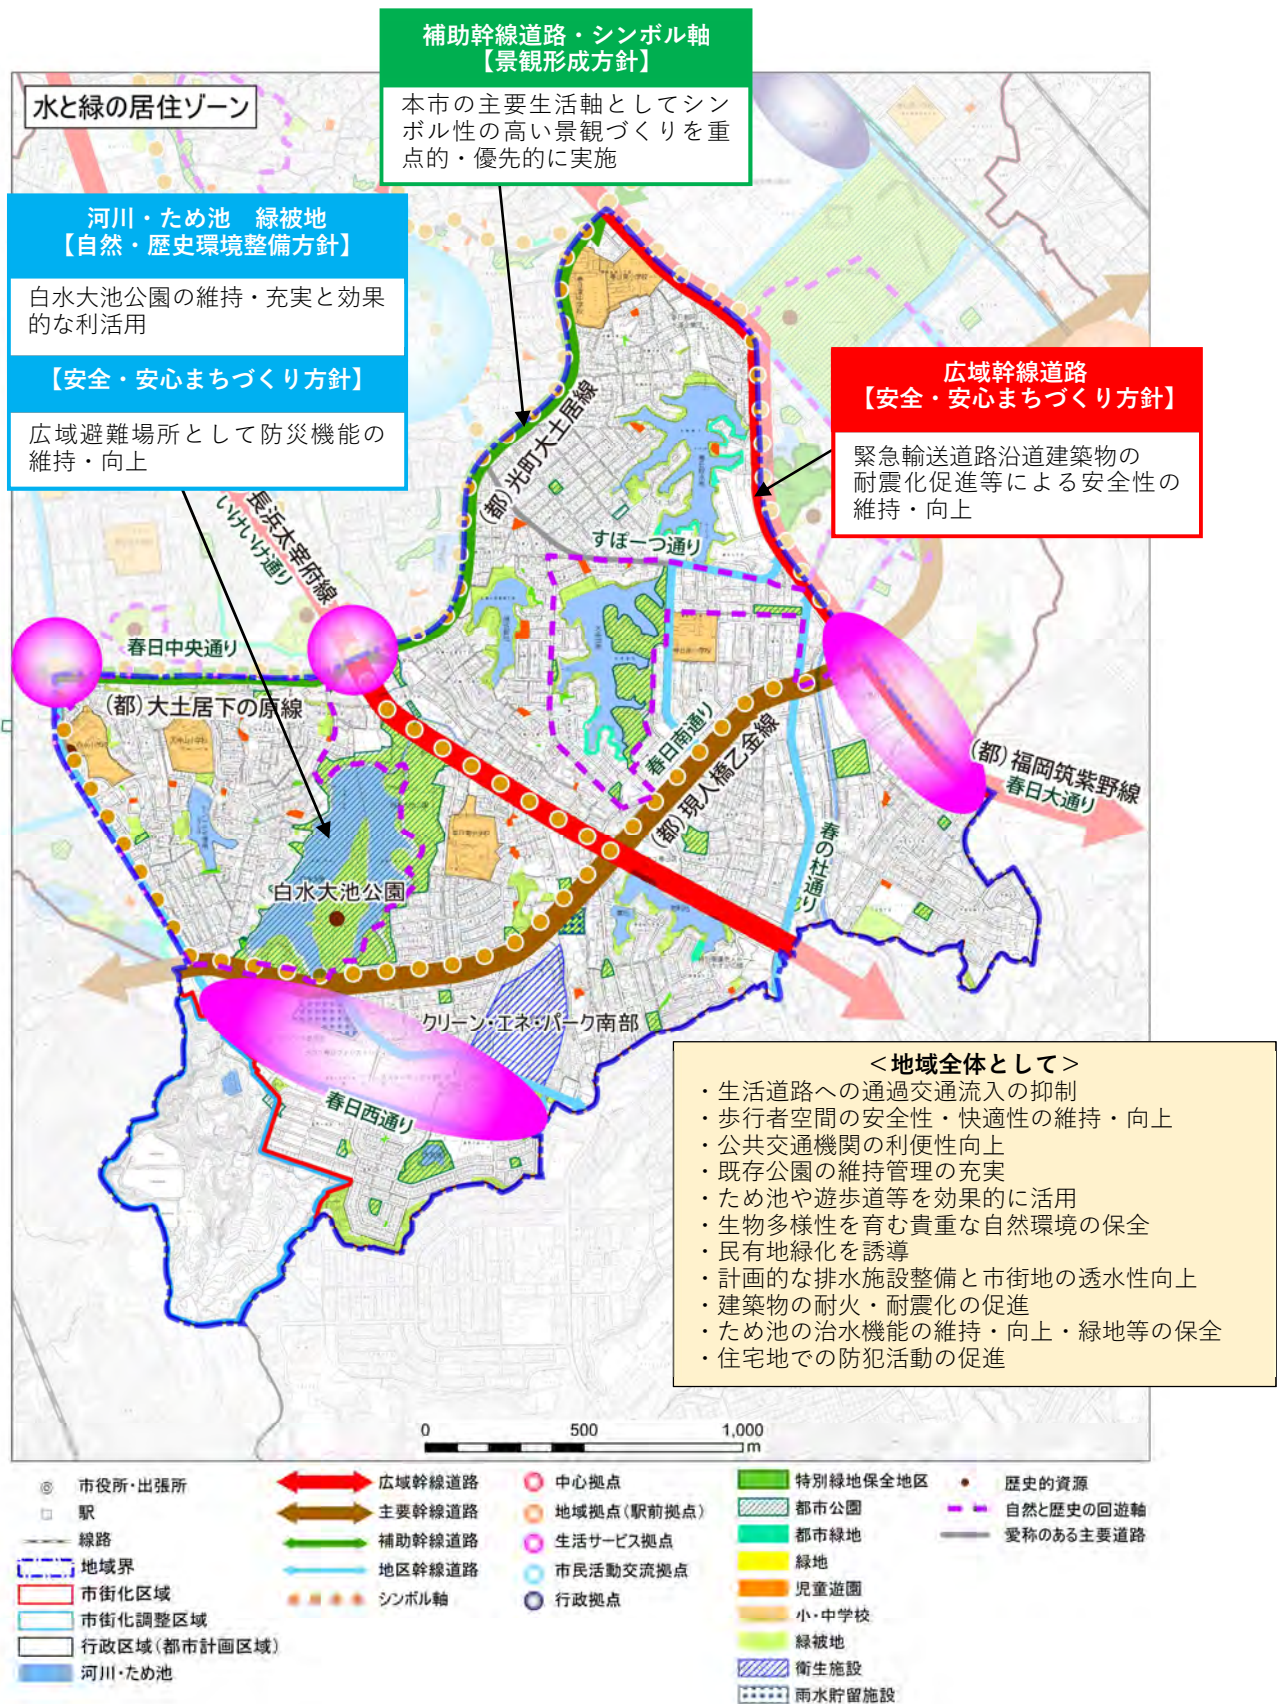 補助幹線道路・シンボル軸
【景観形成方針】
本市の主要生活軸としてシン
ボル性の高い景観づくりを重
点的・優先的に実施
水と緑の居住ゾーン
河川・ため池　緑被地
【自然・歴史環境整備方針】
白水大池公園の維持・充実と効果
的な利活用
【安全・安心まちづくり方針】
広域避難場所として防災機能の
維持・向上
広域幹線道路
【安全・安心まちづくり方針】
緊急輸送道路沿道建築物の
耐震化促進等による安全性の
維持・向上
(都)光町大土居線
長浜太宰府線
いけいけ通り
すぽーつ通り
春日中央通り
(都)大土居下の原線
春日南通り
(都)現人橋乙金線
(都)福岡筑紫野線
春日大通り
春の杜通り
白水大池公園
クリーン・エネ・パーク南部
春日西通り
＜地域全体として＞
・生活道路への通過交通流入の抑制
・歩行者空間の安全性・快適性の維持・向上
・公共交通機関の利便性向上
・既存公園の維持管理の充実
・ため池や遊歩道等を効果的に活用
・生物多様性を育む貴重な自然環境の保全
・民有地緑化を誘導
・計画的な排水施設整備と市街地の透水性向上
・建築物の耐火・耐震化の促進
・ため池の治水機能の維持・向上・緑地等の保全
・住宅地での防犯活動の促進
0 500 1,000
m
市役所・出張所
駅
線路
地域界
市街化区域
市街化調整区域
行政区域(都市計画区域)
河川・ため池
広域幹線道路
主要幹線道路
補助幹線道路
地区幹線道路
シンボル軸
中心拠点
地域拠点(駅前拠点)
生活サービス拠点
市民活動交流拠点
行政拠点
特別緑地保全地区
都市公園
都市緑地
緑地
児童遊園
小・中学校
緑被地
衛生施設
雨水貯留施設
歴史的資源
自然と歴史の回遊軸
愛称のある主要道路